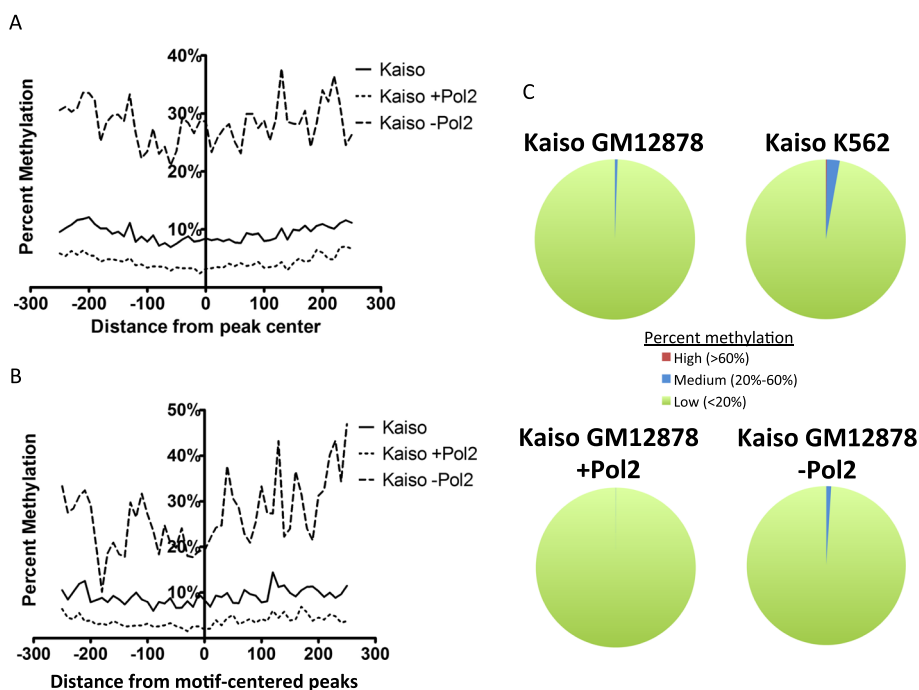 A
Percent Methylation
40%
30%
20%
10%
Kaiso
Kaiso +Pol2
Kaiso -Pol2
-300 -200 -100 0 100 200 300
Distance from peak center
B
Percent Methylation
50%
40%
30%
20%
10%
Kaiso
Kaiso +Pol2
Kaiso -Pol2
-300 -200 -100 0 100 200 300
Distance from motif-centered peaks
C
Kaiso GM12878
Kaiso K562
Percent methylation
High (>60%)
Medium (20%-60%)
Low (<20%)
Kaiso GM12878
+Pol2
Kaiso GM12878
-Pol2